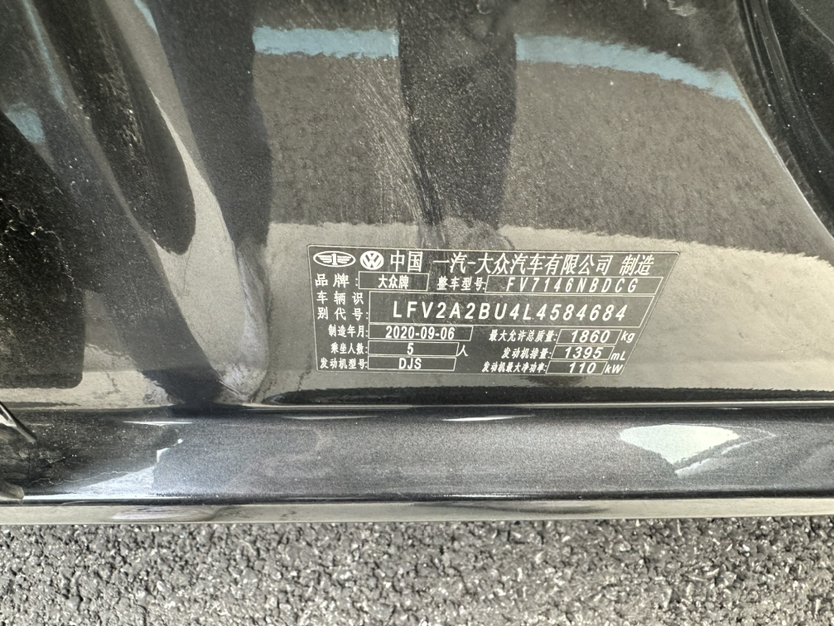 中国 一汽-大众汽车有限公司 制造
品牌: 大众牌 整车型号: FV7146NBDCG
车辆识别代号: LFV2A2BU4L4584684
制造年月: 2020-09-06 最大允许总质量: 1860 kg
乘坐人数: 5 人 发动机排量: 1395 mL
发动机型号: DJS 发动机最大净功率: 110 kW